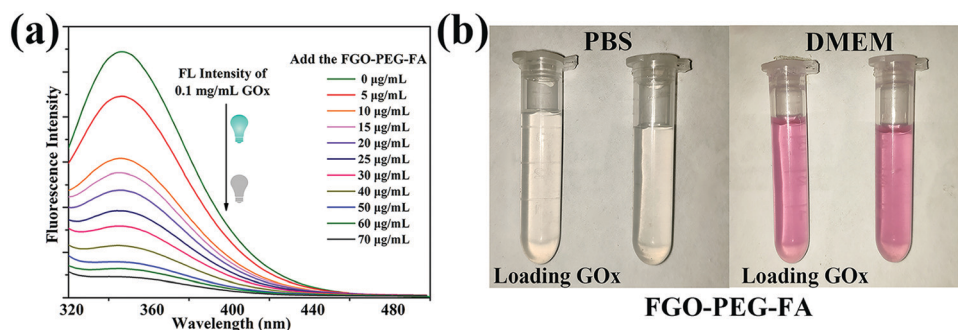 (a)
Fluorescence Intensity
Add the FGO-PEG-FA
FL Intensity of
0.1 mg/mL GOx
0 μg/mL
5 μg/mL
10 μg/mL
15 μg/mL
20 μg/mL
25 μg/mL
30 μg/mL
40 μg/mL
50 μg/mL
60 μg/mL
70 μg/mL
320 360 400 440 480
Wavelength (nm)
(b)
PBS DMEM
Loading GOx Loading GOx
FGO-PEG-FA